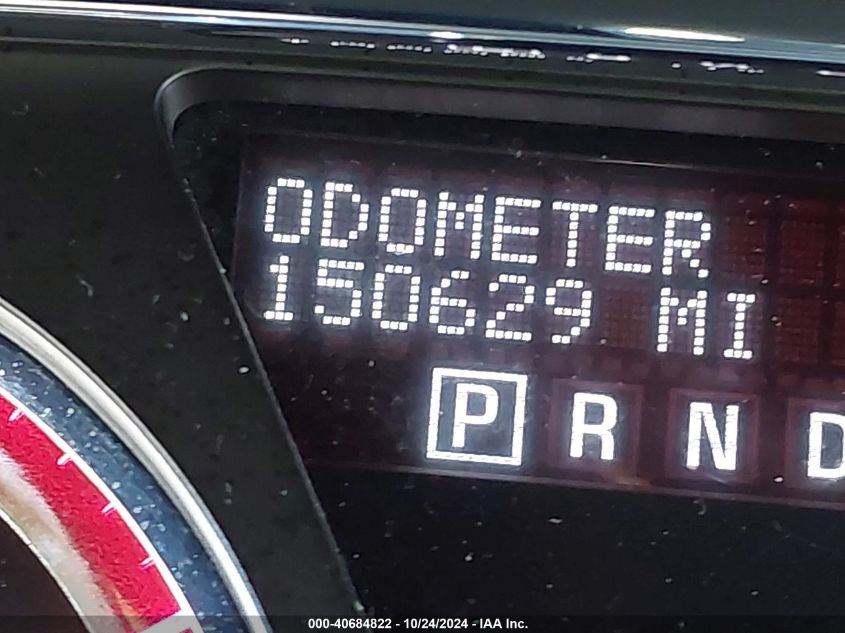 ODOMETER
150629 MI
P R N D
000-40684822 - 10/24/2024 - IAA Inc.